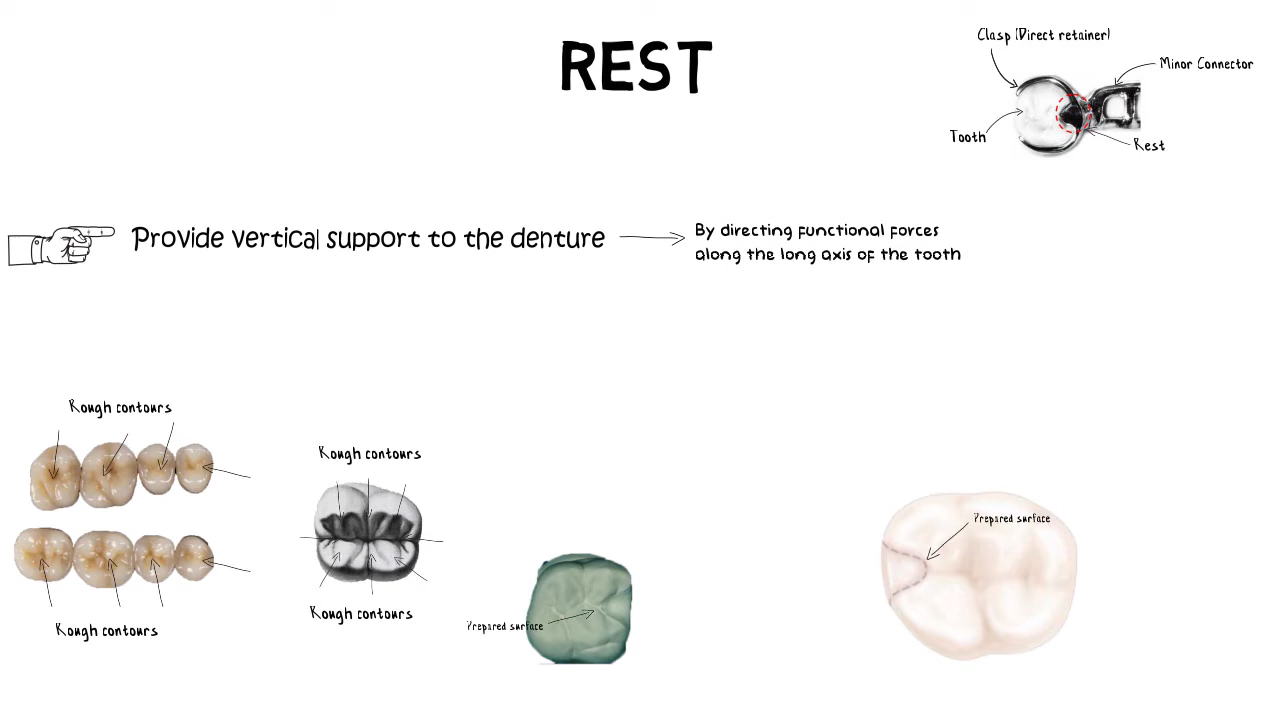 REST
Clasp (Direct retainer)
Minor Connector
Tooth
Rest
Provide vertical support to the denture
By directing functional forces
along the long axis of the tooth
Rough contours
Rough contours
Rough contours
Rough contours
Prepared surface
Prepared surface